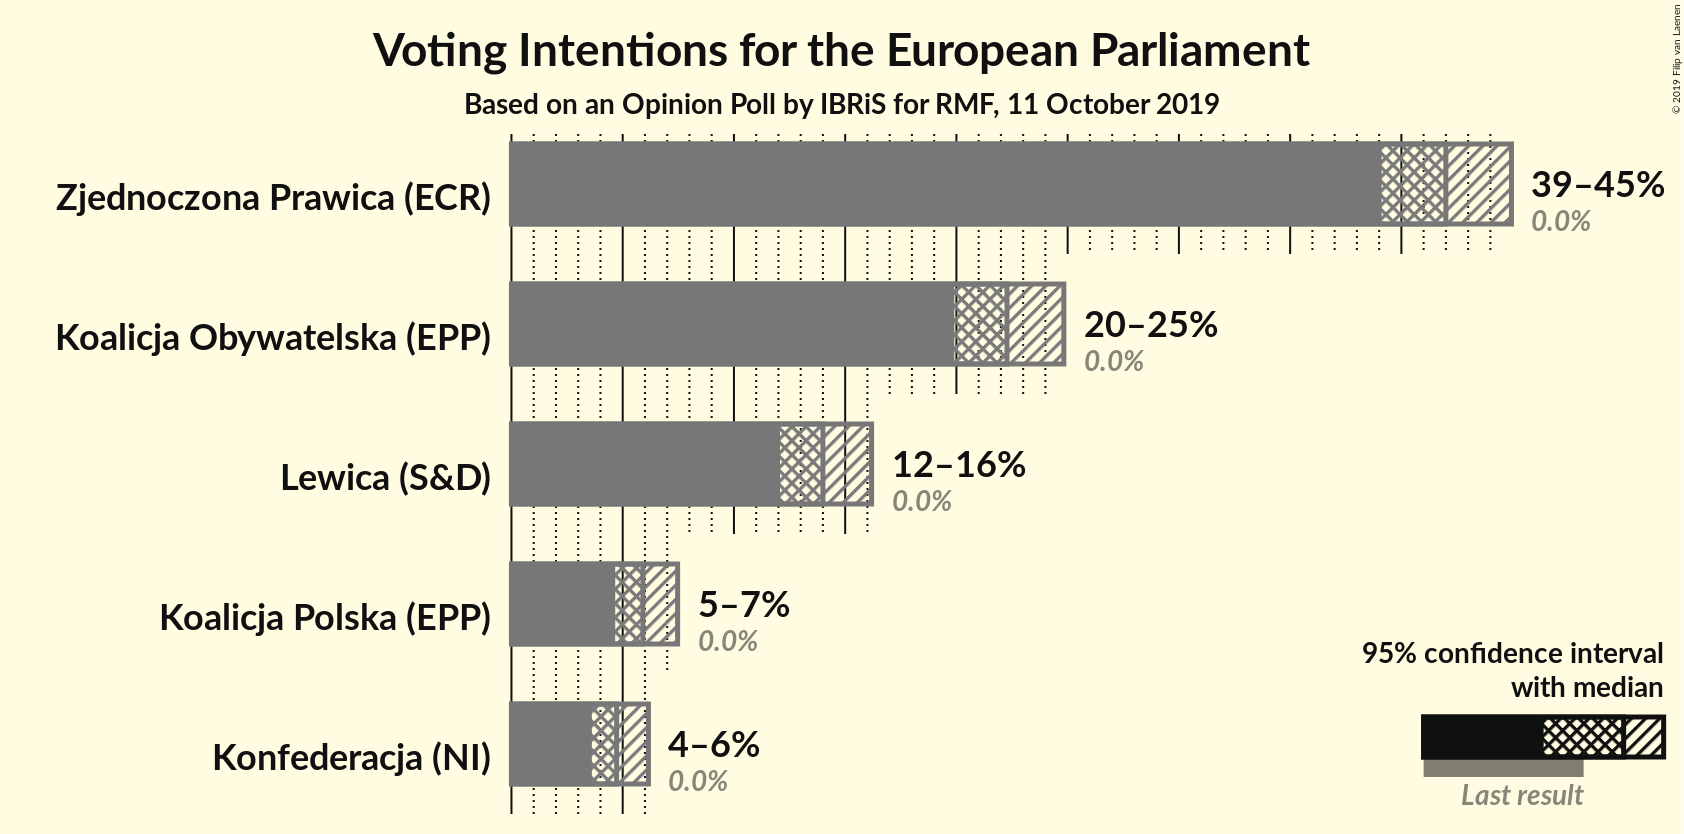 Voting Intentions for the European Parliament
Based on an Opinion Poll by IBRiS for RMF, 11 October 2019
© 2019 Filip van Laenen
Zjednoczona Prawica (ECR)
39–45%
0.0%
Koalicja Obywatelska (EPP)
20–25%
0.0%
Lewica (S&D)
12–16%
0.0%
Koalicja Polska (EPP)
5–7%
0.0%
Konfederacja (NI)
4–6%
0.0%
95% confidence interval
with median
Last result